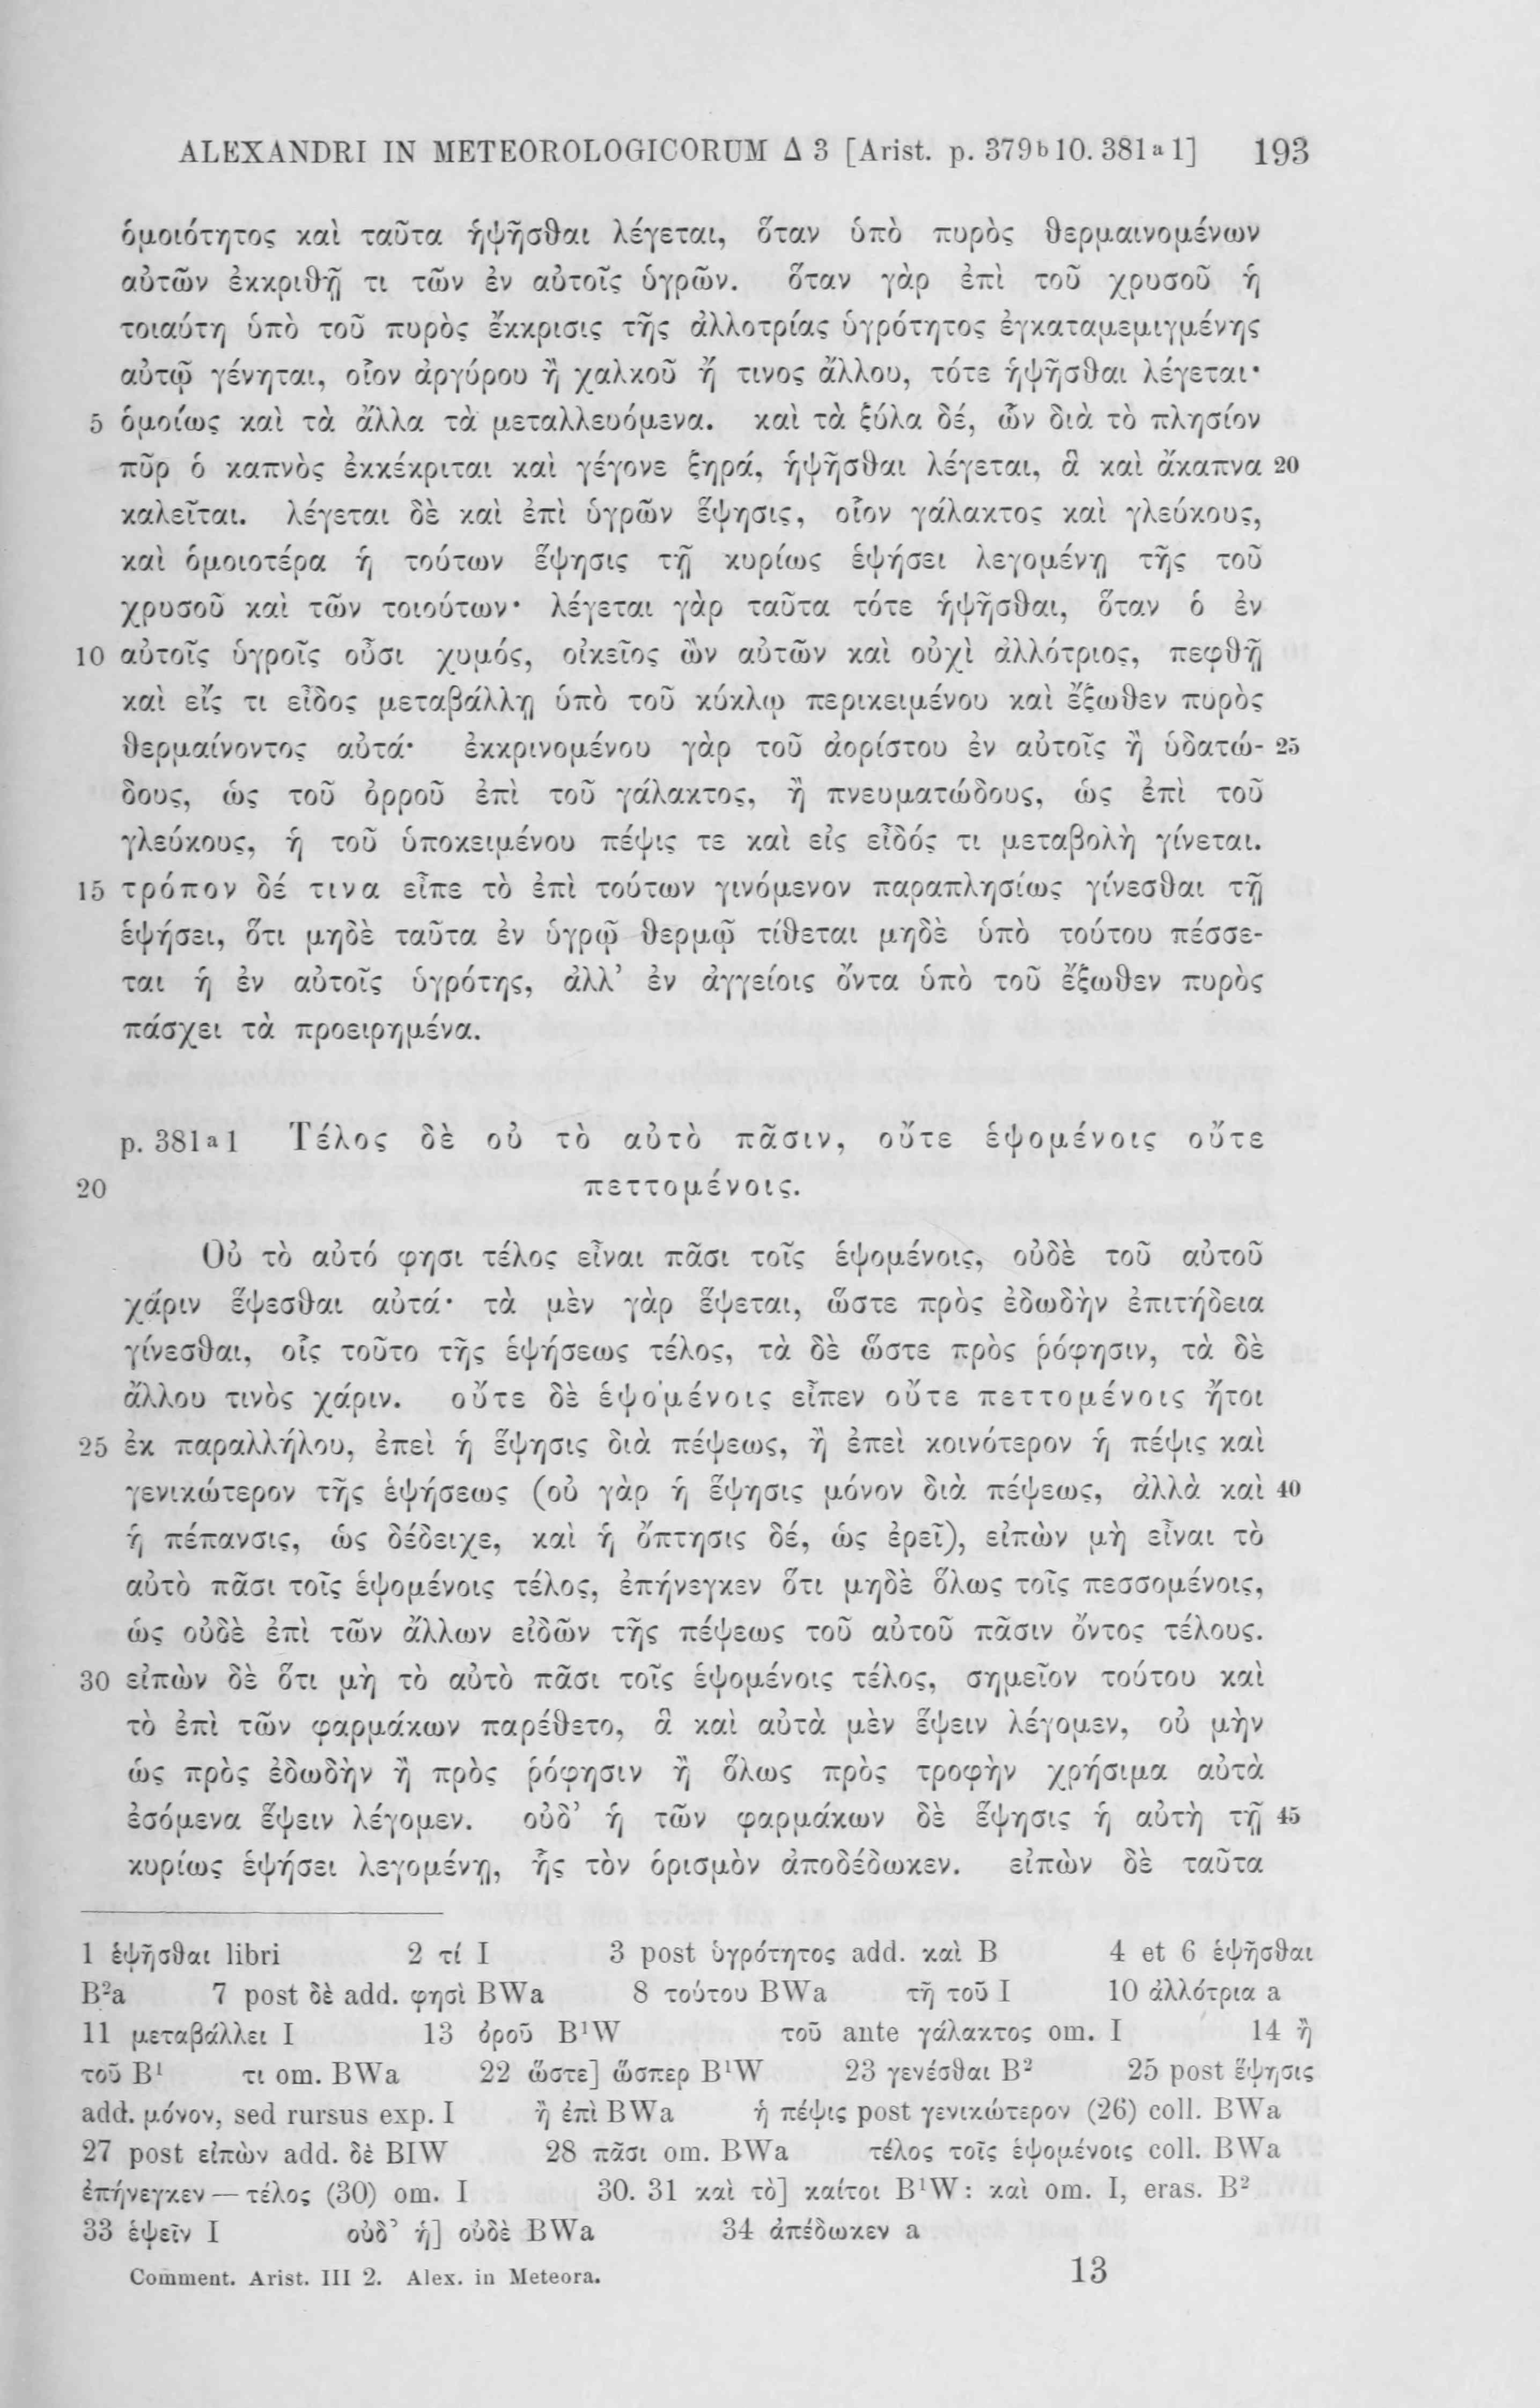 ALEXANDRI IN METEOROLOGICORUM Δ 3 [Arist. p. 379b10. 381a1] 193
ὁμοιότητος καὶ ταῦτα ἡψῆσθαι λέγεται, ὅταν ὑπὸ πυρὸς θερμαινομένων
αὐτῶν ἐκκριθῇ τι τῶν ἐν αὐτοῖς ὑγρῶν. ὅταν γὰρ ἐπὶ τοῦ χρυσοῦ ἡ
τοιαύτη ὑπὸ τοῦ πυρὸς ἔκκρισις τῆς ἀλλοτρίας ὑγρότητος ἐγκαταμεμιγμένης
αὐτῷ γένηται, οἷον ἀργύρου ἢ χαλκοῦ ἤ τινος ἄλλου, τότε ἡψῆσθαι λέγεται·
5 ὁμοίως καὶ τὰ ἄλλα τὰ μεταλλευόμενα. καὶ τὰ ξύλα δέ, ὧν διὰ τὸ πλησίον
πῦρ ὁ καπνὸς ἐκκέκριται καὶ γέγονε ξηρά, ἡψῆσθαι λέγεται, ἃ καὶ ἄκαπνα 20
καλεῖται. λέγεται δὲ καὶ ἐπὶ ὑγρῶν ἕψησις, οἷον γάλακτος καὶ γλεύκους,
καὶ ὁμοιοτέρα ἡ τούτων ἕψησις τῇ κυρίως ἑψήσει λεγομένῃ τῆς τοῦ
χρυσοῦ καὶ τῶν τοιούτων· λέγεται γὰρ ταῦτα τότε ἡψῆσθαι, ὅταν ὁ ἐν
10 αὐτοῖς ὑγροῖς οὖσι χυμός, οἰκεῖος ὢν αὐτῶν καὶ οὐχὶ ἀλλότριος, πεφθῇ
καὶ εἴς τι εἶδος μεταβάλλῃ ὑπὸ τοῦ κύκλῳ περικειμένου καὶ ἔξωθεν πυρὸς
θερμαίνοντος αὐτά· ἐκκρινομένου γὰρ τοῦ ἀορίστου ἐν αὐτοῖς ἢ ὑδατώ- 25
δους, ὡς τοῦ ὀρροῦ ἐπὶ τοῦ γάλακτος, ἢ πνευματώδους, ὡς ἐπὶ τοῦ
γλεύκους, ἡ τοῦ ὑποκειμένου πέψις τε καὶ εἰς εἶδός τι μεταβολὴ γίνεται.
15 τρόπον δέ τινα εἶπε τὸ ἐπὶ τούτων γινόμενον παραπλησίως γίνεσθαι τῇ
ἑψήσει, ὅτι μηδὲ ταῦτα ἐν ὑγρῷ θερμῷ τίθεται μηδὲ ὑπὸ τούτου πέσσε-
ται ἡ ἐν αὐτοῖς ὑγρότης, ἀλλ’ ἐν ἀγγείοις ὄντα ὑπὸ τοῦ ἔξωθεν πυρὸς
πάσχει τὰ προειρημένα.
p. 381a1 Τέλος δὲ οὐ τὸ αὐτὸ πᾶσιν, οὔτε ἑψομένοις οὔτε
20 πεττομένοις.
Οὐ τὸ αὐτό φησι τέλος εἶναι πᾶσι τοῖς ἑψομένοις, οὐδὲ τοῦ αὐτοῦ
χάριν ἕψεσθαι αὐτά· τὰ μὲν γὰρ ἕψεται, ὥστε πρὸς ἐδωδὴν ἐπιτήδεια
γίνεσθαι, οἷς τοῦτο τῆς ἑψήσεως τέλος, τὰ δὲ ὥστε πρὸς ῥόφησιν, τὰ δὲ
ἄλλου τινὸς χάριν. οὔτε δὲ ἑψομένοις εἶπεν οὔτε πεττομένοις ἤτοι
25 ἐκ παραλλήλου, ἐπεὶ ἡ ἕψησις διὰ πέψεως, ἢ ἐπεὶ κοινότερον ἡ πέψις καὶ
γενικώτερον τῆς ἑψήσεως (οὐ γὰρ ἡ ἕψησις μόνον διὰ πέψεως, ἀλλὰ καὶ 40
ἡ πέπανσις, ὡς δέδειχε, καὶ ἡ ὄπτησις δέ, ὡς ἐρεῖ), εἰπὼν μὴ εἶναι τὸ
αὐτὸ πᾶσι τοῖς ἑψομένοις τέλος, ἐπήνεγκεν ὅτι μηδὲ ὅλως τοῖς πεσσομένοις,
ὡς οὐδὲ ἐπὶ τῶν ἄλλων εἰδῶν τῆς πέψεως τοῦ αὐτοῦ πᾶσιν ὄντος τέλους.
30 εἰπὼν δὲ ὅτι μὴ τὸ αὐτὸ πᾶσι τοῖς ἑψομένοις τέλος, σημεῖον τούτου καὶ
τὸ ἐπὶ τῶν φαρμάκων παρέθετο, ἃ καὶ αὐτὰ μὲν ἕψειν λέγομεν, οὐ μὴν
ὡς πρὸς ἐδωδὴν ἢ πρὸς ῥόφησιν ἢ ὅλως πρὸς τροφὴν χρήσιμα αὐτὰ
ἐσόμενα ἕψειν λέγομεν. οὐδ’ ἡ τῶν φαρμάκων δὲ ἕψησις ἡ αὐτὴ τῇ 45
κυρίως ἑψήσει λεγομένῃ, ἧς τὸν ὁρισμὸν ἀποδέδωκεν. εἰπὼν δὲ ταῦτα
1 ἑψῆσθαι libri 2 τί I 3 post ὑγρότητος add. καὶ B 4 et 6 ἑψῆσθαι
B²a 7 post δὲ add. φησὶ BWa 8 τούτου BWa τῇ τοῦ I 10 ἀλλότρια a
11 μεταβάλλει I 13 ὀροῦ B¹W τοῦ ante γάλακτος om. I 14 ἢ
τοῦ B¹ τι om. BWa 22 ὥστε] ὥσπερ B¹W 23 γενέσθαι B² 25 post ἕψησις
add. μόνον, sed rursus exp. I ἢ ἐπὶ BWa ἡ πέψις post γενικώτερον (26) coll. BWa
27 post εἰπὼν add. δὲ BIW 28 πᾶσι om. BWa τέλος τοῖς ἑψομένοις coll. BWa
ἐπήνεγκεν — τέλος (30) om. I 30. 31 καὶ τὸ] καίτοι B¹W: καὶ om. I, eras. B²
33 ἑψεῖν I οὐδ’ ἡ] οὐδὲ BWa 34 ἀπέδωκεν a
Comment. Arist. III 2. Alex. in Meteora. 13